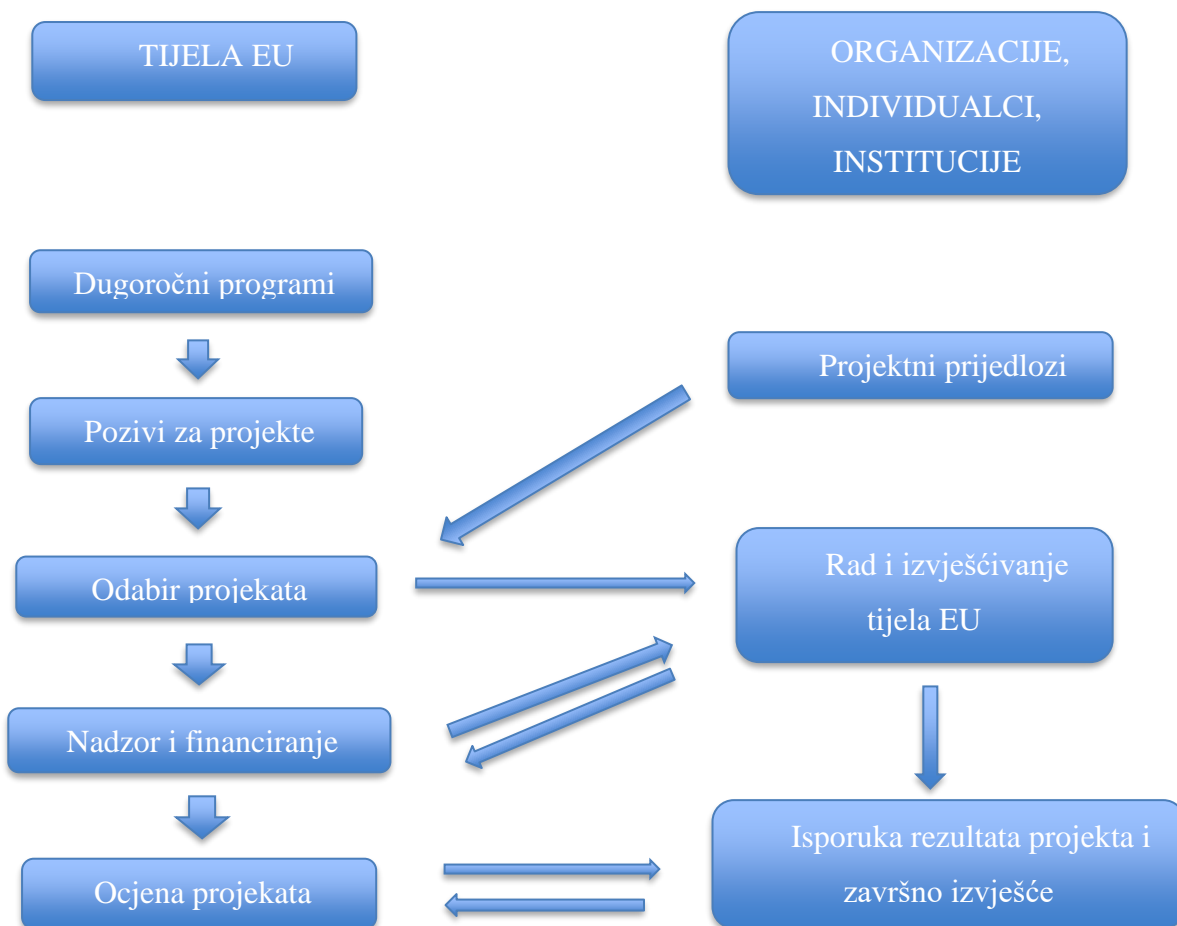 TIJELA EU
ORGANIZACIJE,
INDIVIDUALCI,
INSTITUCIJE
Dugoročni programi
Projektni prijedlozi
Pozivi za projekte
Odabir projekata
Rad i izvješćivanje
tijela EU
Nadzor i financiranje
Isporuka rezultata projekta i
završno izvješće
Ocjena projekata